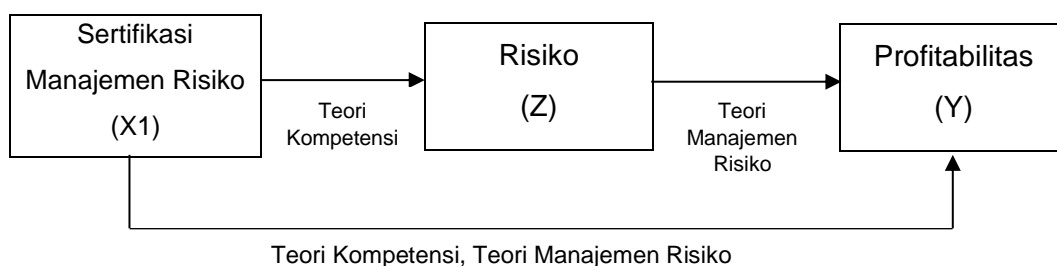 Sertifikasi
Manajemen Risiko
(X1)
Teori
Kompetensi
Risiko
(Z)
Teori
Manajemen
Risiko
Profitabilitas
(Y)
Teori Kompetensi, Teori Manajemen Risiko